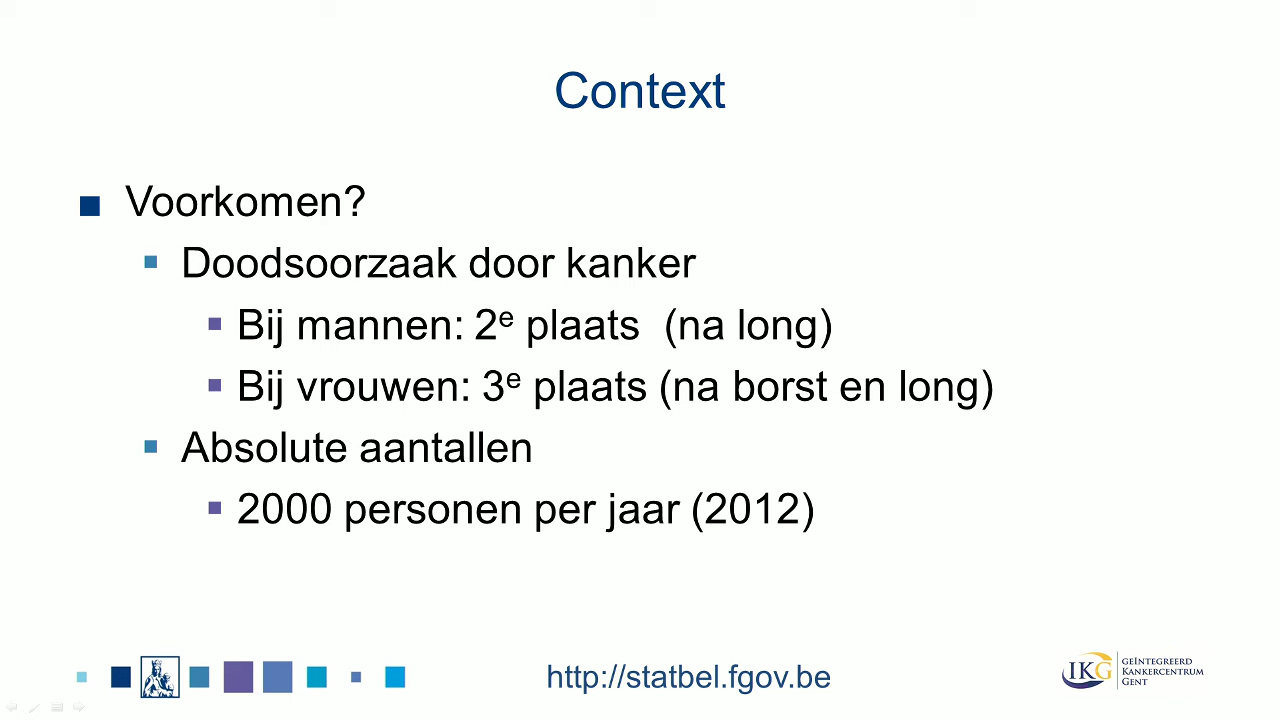 Context
Voorkomen?
Doodsoorzaak door kanker
Bij mannen: 2e plaats (na long)
Bij vrouwen: 3e plaats (na borst en long)
Absolute aantallen
2000 personen per jaar (2012)
http://statbel.fgov.be
IKG
GEÏNTEGREERD
KANKERCENTRUM
GENT